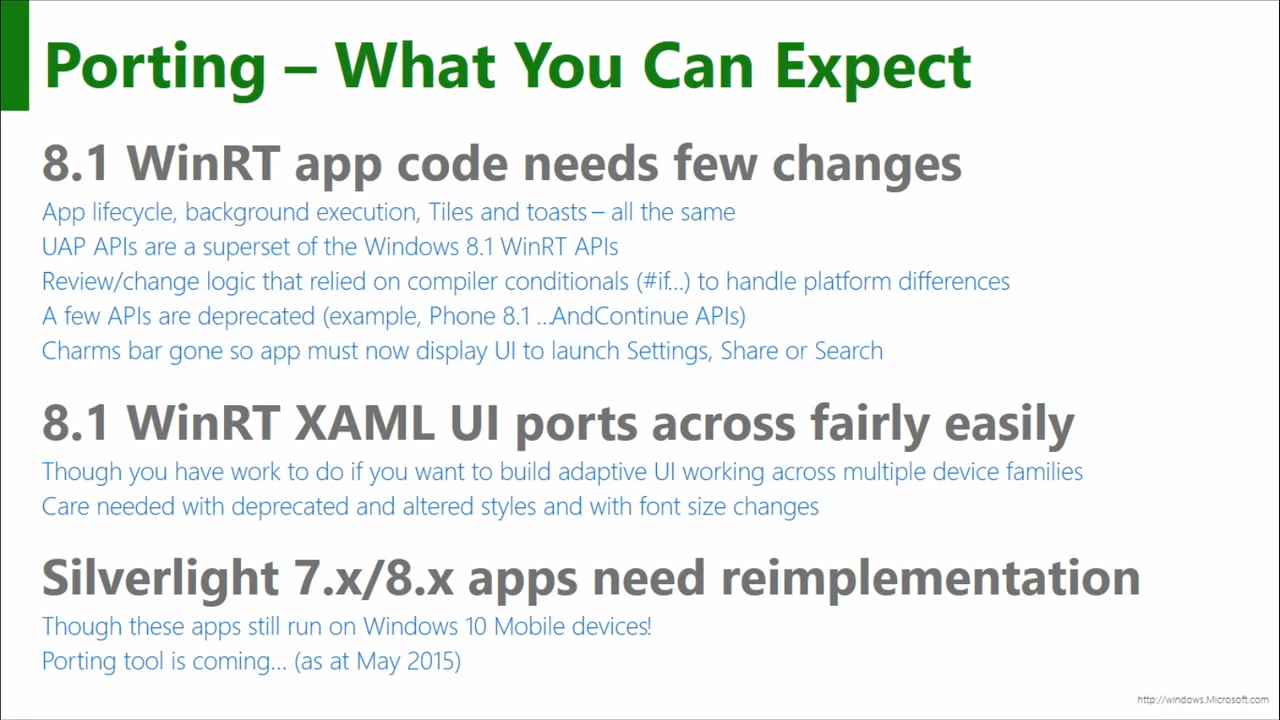 Porting – What You Can Expect
8.1 WinRT app code needs few changes
App lifecycle, background execution, Tiles and toasts – all the same
UAP APIs are a superset of the Windows 8.1 WinRT APIs
Review/change logic that relied on compiler conditionals (#if...) to handle platform differences
A few APIs are deprecated (example, Phone 8.1 ...AndContinue APIs)
Charms bar gone so app must now display UI to launch Settings, Share or Search
8.1 WinRT XAML UI ports across fairly easily
Though you have work to do if you want to build adaptive UI working across multiple device families
Care needed with deprecated and altered styles and with font size changes
Silverlight 7.x/8.x apps need reimplementation
Though these apps still run on Windows 10 Mobile devices!
Porting tool is coming... (as at May 2015)
http://windows.Microsoft.com